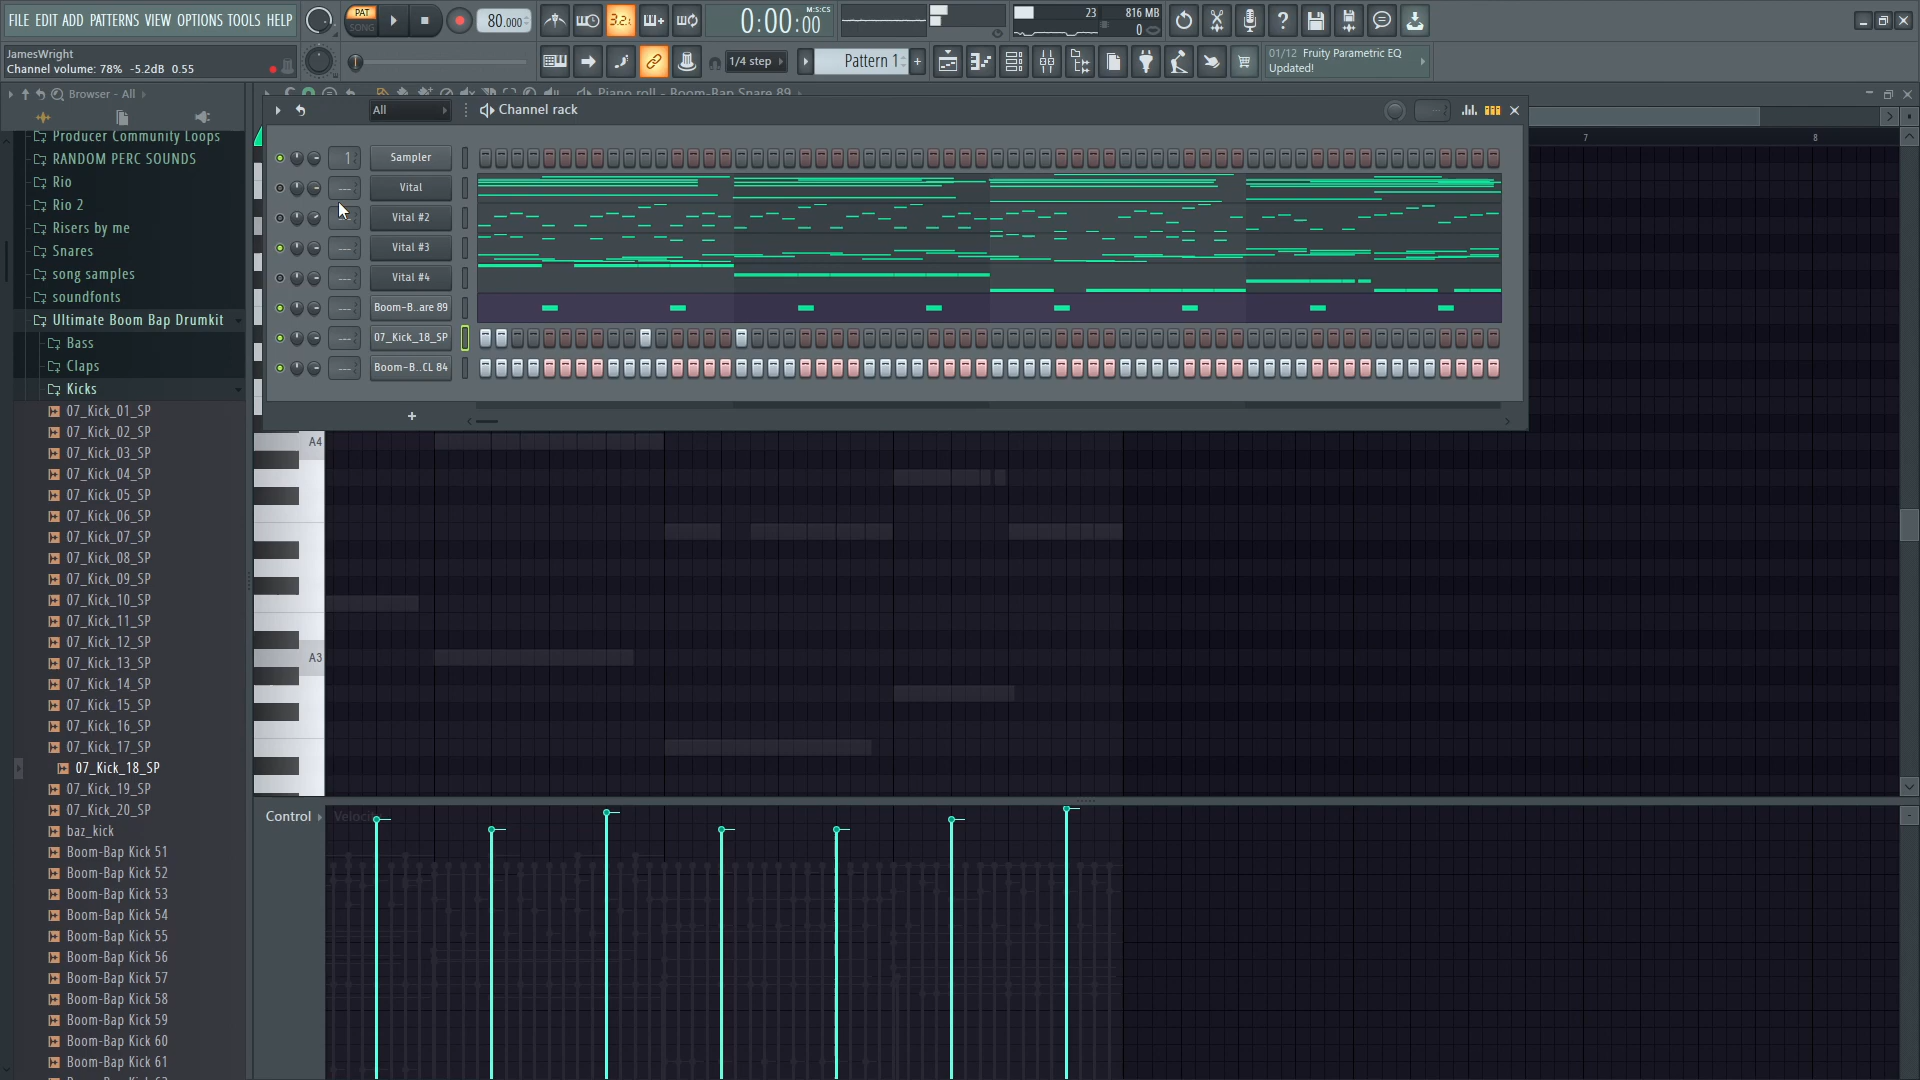 FILE EDIT ADD PATTERNS VIEW OPTIONS TOOLS HELP
PAT
SONG
80.000
3.2.
M:S:CS
0:00:00
23
816 MB
0
JamesWright
Channel volume: 78% -5.2dB 0.55
1/4 step
Pattern 1
+
01/12 Fruity Parametric EQ
Updated!
Browser - All
Piano roll - Boom-Bap Snare 89
All
Channel rack
7
8
1
Sampler
---
Vital
Vital #2
---
Vital #3
---
Vital #4
---
Boom-B..are 89
---
07_Kick_18_SP
---
Boom-B..CL 84
+
Producer Community Loops
RANDOM PERC SOUNDS
Rio
Rio 2
Risers by me
Snares
song samples
soundfonts
Ultimate Boom Bap Drumkit
Bass
Claps
Kicks
07_Kick_01_SP
07_Kick_02_SP
07_Kick_03_SP
07_Kick_04_SP
07_Kick_05_SP
07_Kick_06_SP
07_Kick_07_SP
07_Kick_08_SP
07_Kick_09_SP
07_Kick_10_SP
07_Kick_11_SP
07_Kick_12_SP
07_Kick_13_SP
07_Kick_14_SP
07_Kick_15_SP
07_Kick_16_SP
07_Kick_17_SP
07_Kick_18_SP
07_Kick_19_SP
07_Kick_20_SP
baz_kick
Boom-Bap Kick 51
Boom-Bap Kick 52
Boom-Bap Kick 53
Boom-Bap Kick 54
Boom-Bap Kick 55
Boom-Bap Kick 56
Boom-Bap Kick 57
Boom-Bap Kick 58
Boom-Bap Kick 59
Boom-Bap Kick 60
Boom-Bap Kick 61
A4
A3
Control